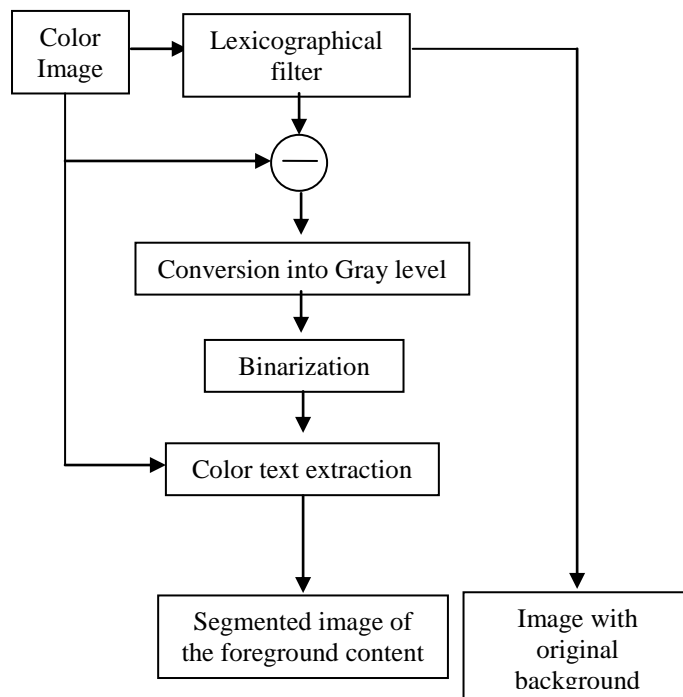 Color
Image
Lexicographical
filter
Conversion into Gray level
Binarization
Color text extraction
Segmented image of
the foreground content
Image with
original
background